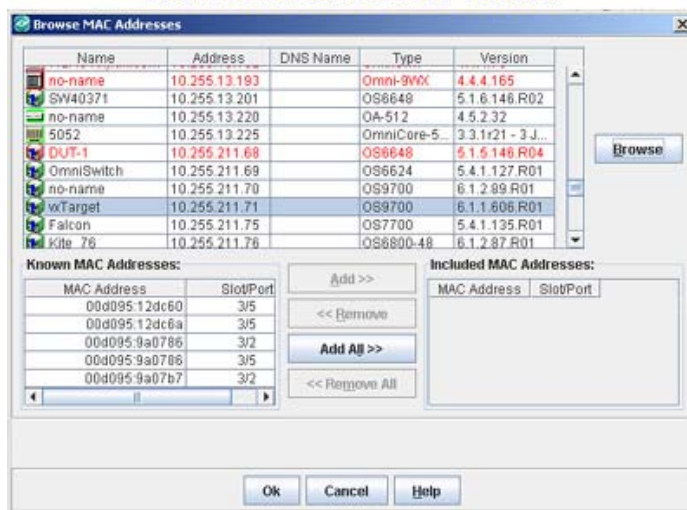 Browse MAC Addresses
Name Address DNS Name Type Version
no-name 10.255.13.193 Omni-9WX 4.4.4.165
SW40371 10.255.13.201 OS6648 5.1.6.146.R02
no-name 10.255.13.220 OA-512 4.5.2.32
5052 10.255.13.225 OmniCore-5... 3.3.1r21 - 3 J...
DUT-1 10.255.211.68 OS6648 5.1.5.146.R04
OmniSwitch 10.255.211.69 OS6624 5.4.1.127.R01
no-name 10.255.211.70 OS9700 6.1.2.89.R01
vxTarget 10.255.211.71 OS9700 6.1.1.606.R01
Falcon 10.255.211.75 OS7700 5.4.1.135.R01
Kite_76 10.255.211.76 OS6800-48 6.1.2.87.R01
Browse
Known MAC Addresses:
MAC Address Slot/Port
00d095:12dc60 3/5
00d095:12dc6a 3/5
00d095:9a0786 3/2
00d095:9a0786 3/5
00d095:9a07b7 3/2
Add >>
<< Remove
Add All >>
<< Remove All
Included MAC Addresses:
MAC Address Slot/Port
Ok Cancel Help